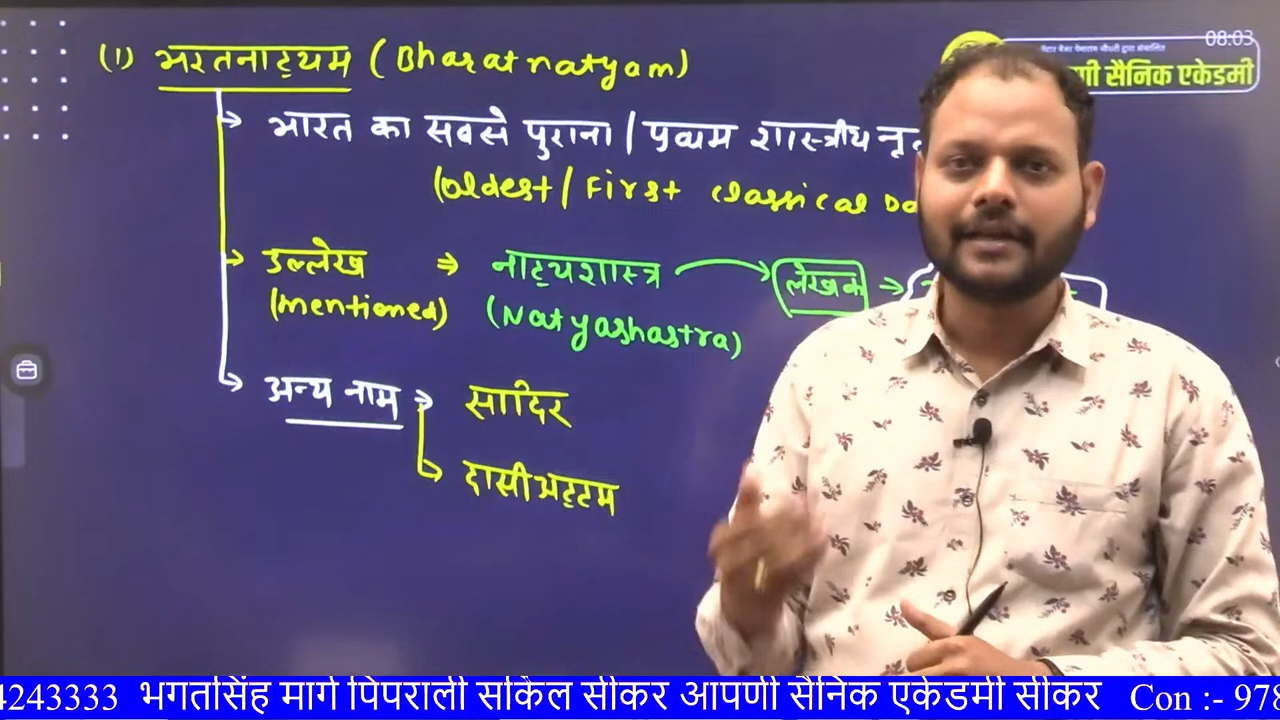 (1) भरतनाट्यम (Bharatnatyam)
08:03
णी सैनिक एकेडमी
भारत का सबसे पुराना / प्रथम शास्त्रीय नृत
(Oldest / First classical Da
उल्लेख ⇒ नाट्यशास्त्र → लेखक →
(mentioned) (Natyashastra)
अन्य नाम → सादिर
दासीअट्टम
4243333 भगतसिंह मार्ग पिपराली सर्किल सीकर आपणी सैनिक एकेडमी सीकर Con :- 978